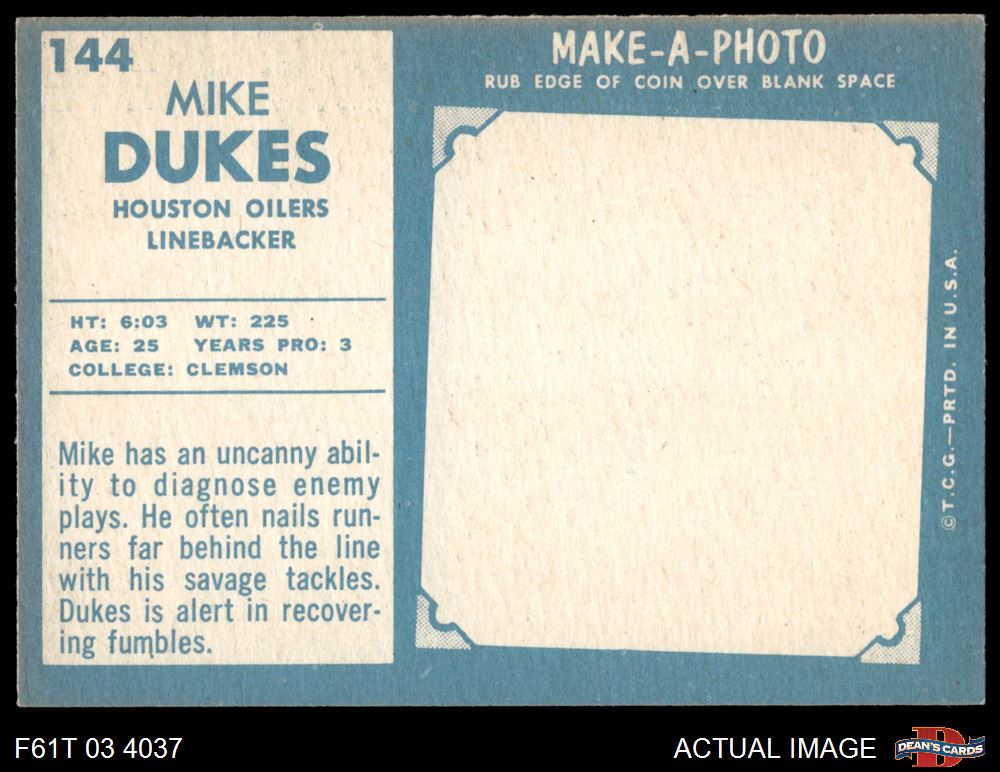 144
MIKE
DUKES
HOUSTON OILERS
LINEBACKER
HT: 6:03 WT: 225
AGE: 25 YEARS PRO: 3
COLLEGE: CLEMSON
Mike has an uncanny abil-
ity to diagnose enemy
plays. He often nails run-
ners far behind the line
with his savage tackles.
Dukes is alert in recover-
ing fumbles.
MAKE-A-PHOTO
RUB EDGE OF COIN OVER BLANK SPACE
©T.C.G.—PRTD. IN U.S.A.
F61T 03 4037
ACTUAL IMAGE
DEAN'S CARDS